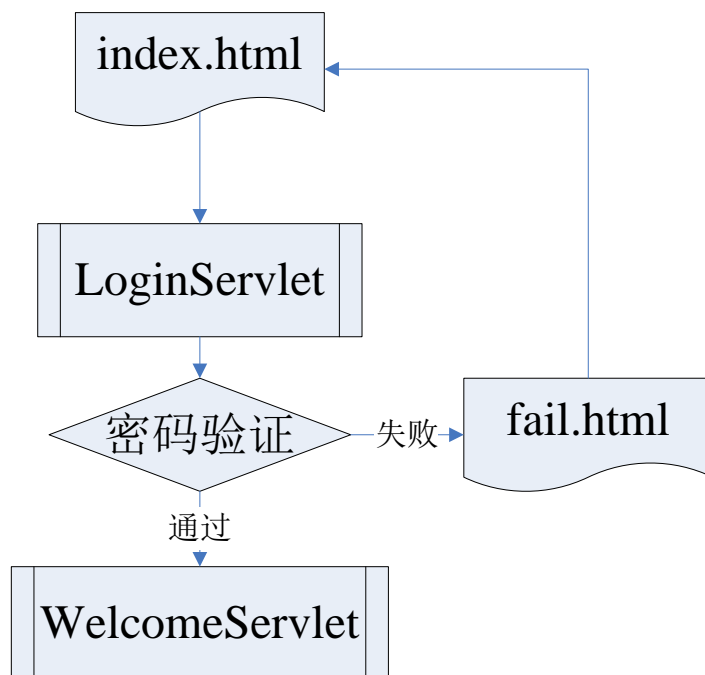 index.html
LoginServlet
密码验证
失败
fail.html
通过
WelcomeServlet